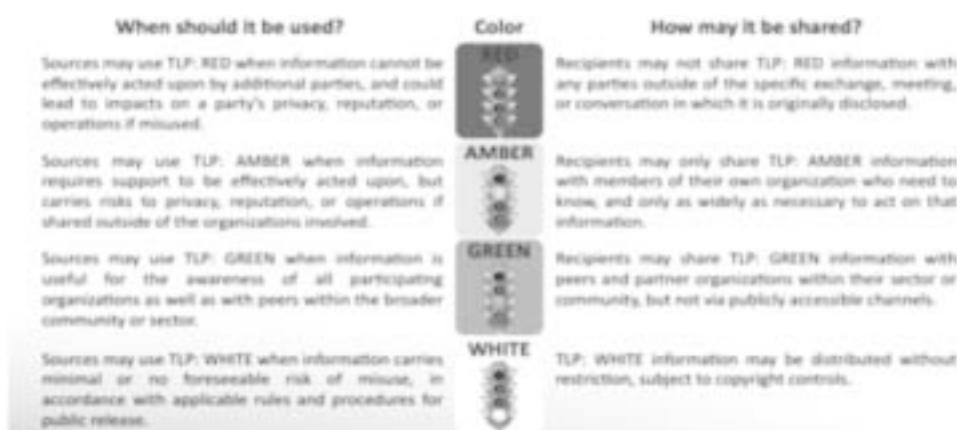 When should it be used?
Color
How may it be shared?
Sources may use TLP: RED when information cannot be
effectively acted upon by additional parties, and could
lead to impacts on a party's privacy, reputation, or
operations if misused.
RED
Recipients may not share TLP: RED information with
any parties outside of the specific exchange, meeting,
or conversation in which it is originally disclosed.
Sources may use TLP: AMBER when information
requires support to be effectively acted upon, but
carries risks to privacy, reputation, or operations if
shared outside of the organizations involved.
AMBER
Recipients may only share TLP: AMBER information
with members of their own organization who need to
know, and only as widely as necessary to act on that
information.
Sources may use TLP: GREEN when information is
useful for the awareness of all participating
organizations as well as with peers within the broader
community or sector.
GREEN
Recipients may share TLP: GREEN information with
peers and partner organizations within their sector or
community, but not via publicly accessible channels.
Sources may use TLP: WHITE when information carries
minimal or no foreseeable risk of misuse, in
accordance with applicable rules and procedures for
public release.
WHITE
TLP: WHITE information may be distributed without
restriction, subject to copyright controls.